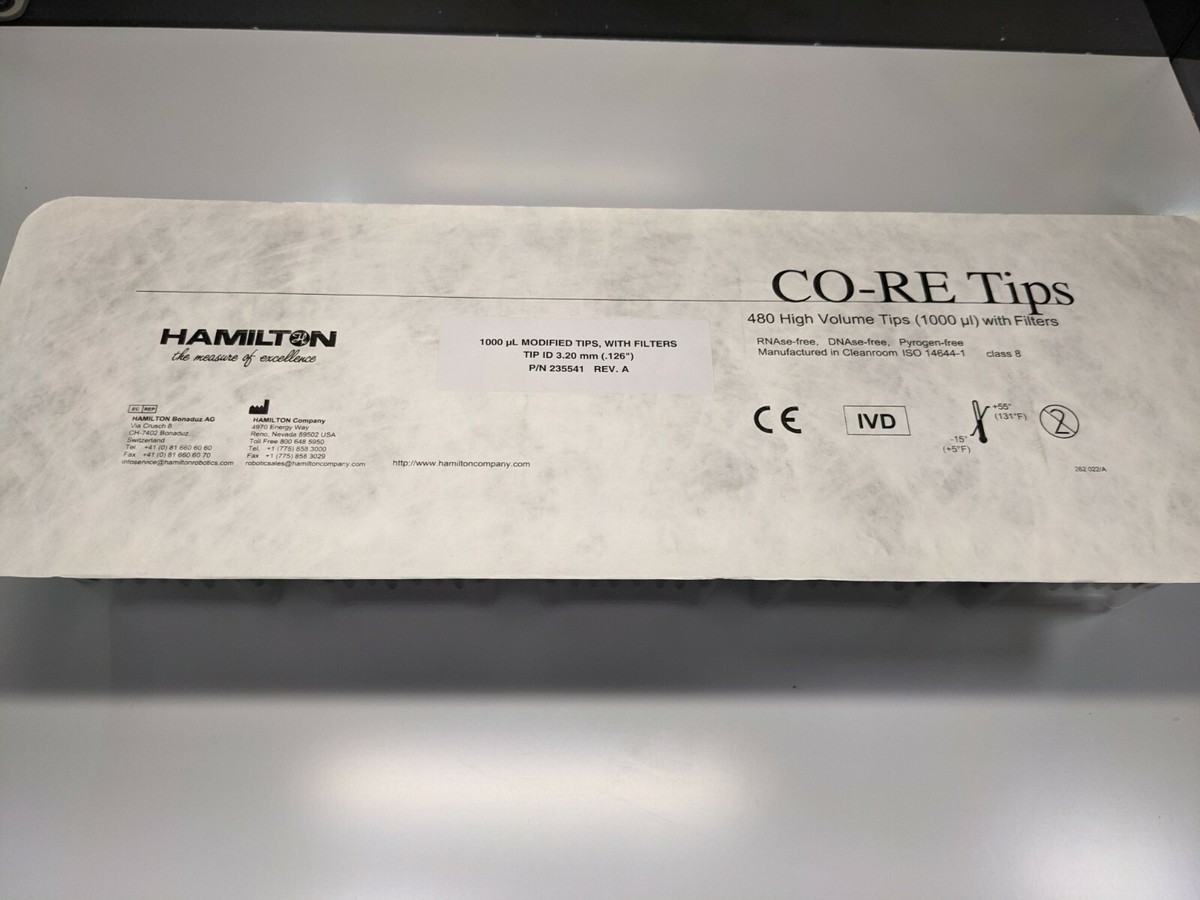 CO-RE Tips
480 High Volume Tips (1000 µl) with Filters
RNAse-free, DNAse-free, Pyrogen-free
Manufactured in Cleanroom ISO 14644-1 class 8
HAMILTON
the measure of excellence
1000 µL MODIFIED TIPS, WITH FILTERS
TIP ID 3.20 mm (.126")
P/N 235541 REV. A
EC REP
HAMILTON Bonaduz AG
Via Crusch 8
CH-7402 Bonaduz
Switzerland
Tel +41 (0) 81 660 60 60
Fax +41 (0) 81 660 60 70
infoservice@hamiltonrobotics.com
HAMILTON Company
4970 Energy Way
Reno, Nevada 89502 USA
Toll Free 800 648 5950
Tel. +1 (775) 858 3000
Fax +1 (775) 858 3029
roboticsales@hamiltoncompany.com
http://www.hamiltoncompany.com
CE
IVD
+55°
(131°F)
-15°
(+5°F)
2
282 022/A